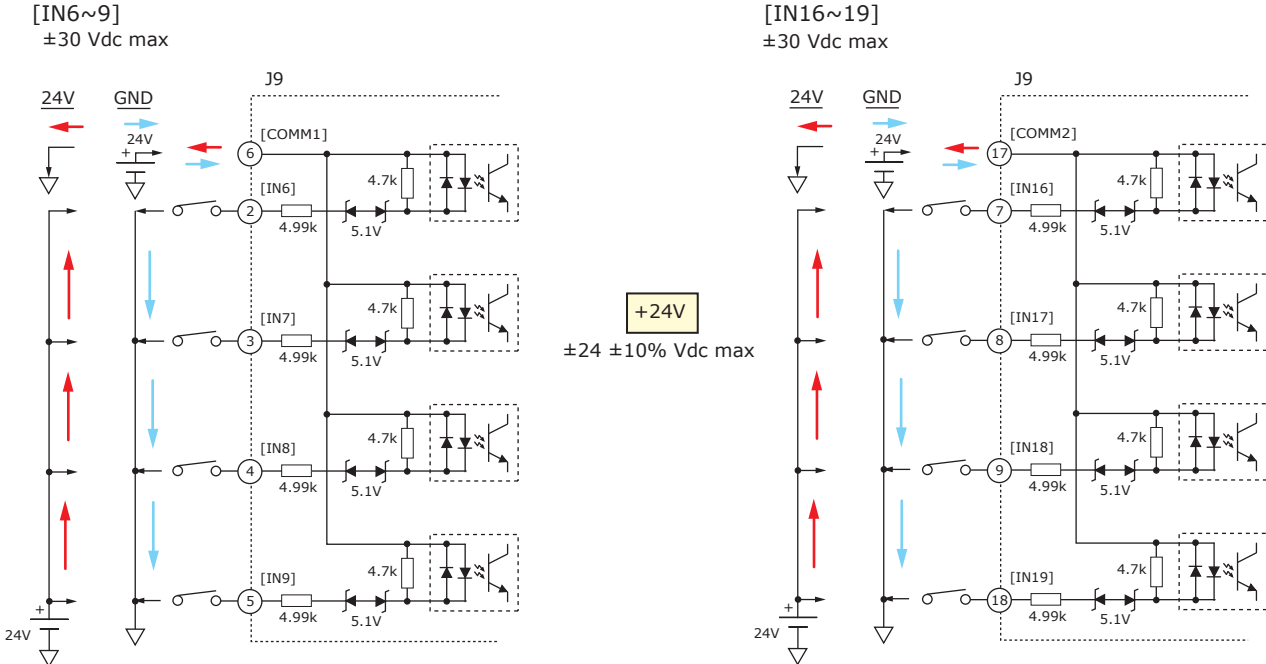 [IN6~9]
±30 Vdc max
J9
24V
GND
24V
+
[COMM1]
6
4.7k
[IN6]
2
4.99k
5.1V
4.7k
[IN7]
3
4.99k
5.1V
4.7k
[IN8]
4
4.99k
5.1V
4.7k
[IN9]
5
4.99k
5.1V
+
24V
+24V
±24 ±10% Vdc max
[IN16~19]
±30 Vdc max
J9
24V
GND
24V
+
[COMM2]
17
4.7k
[IN16]
7
4.99k
5.1V
4.7k
[IN17]
8
4.99k
5.1V
4.7k
[IN18]
9
4.99k
5.1V
4.7k
[IN19]
18
4.99k
5.1V
+
24V